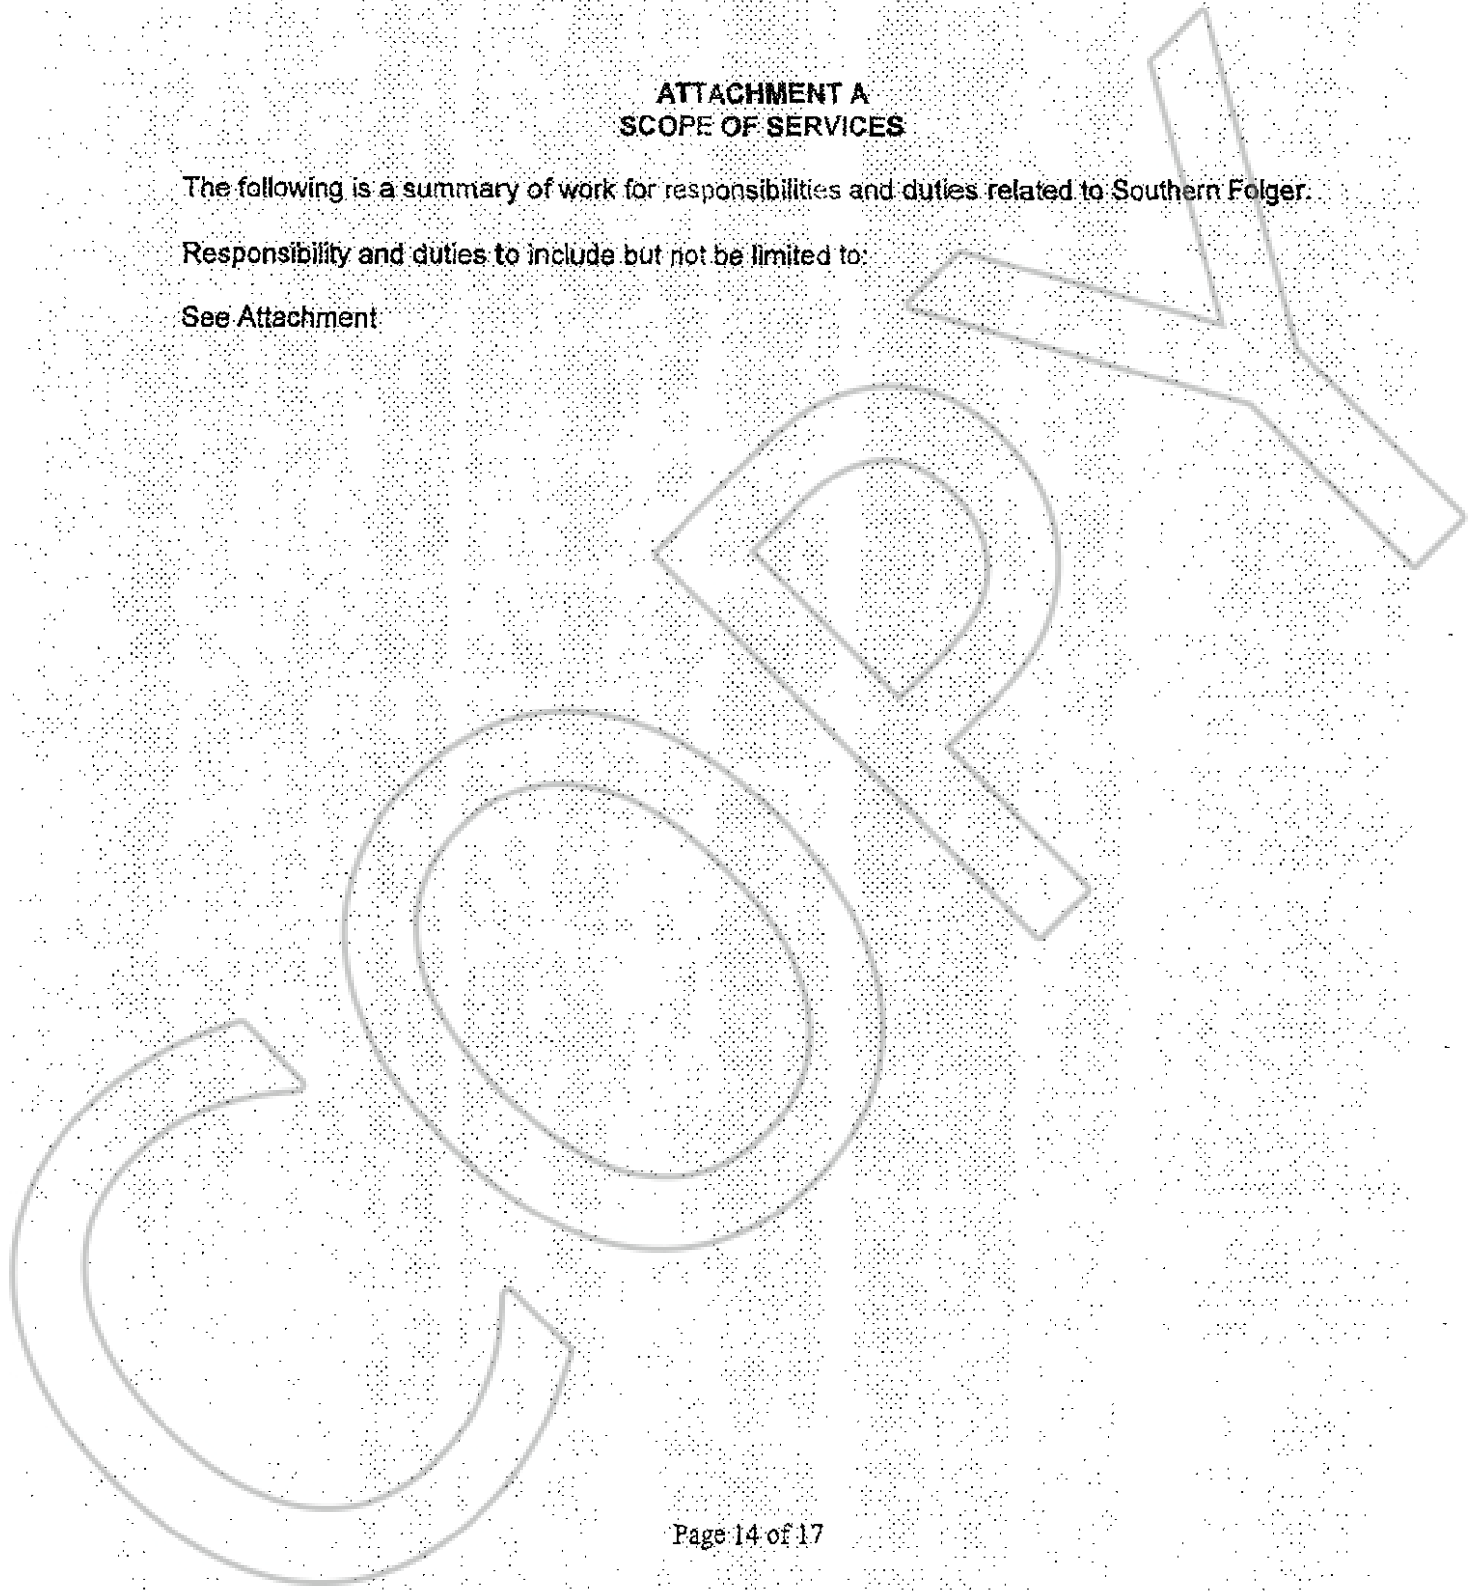 ATTACHMENT A
SCOPE OF SERVICES
The following is a summary of work for responsibilities and duties related to Southern Folger.
Responsibility and duties to include but not be limited to:
See Attachment
COPY
Page 14 of 17